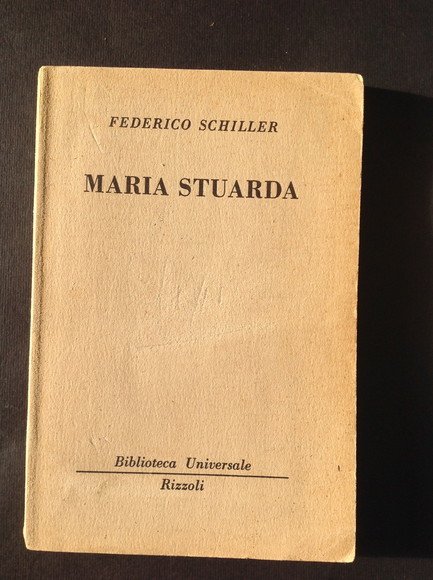 FEDERICO SCHILLER
MARIA STUARDA
Biblioteca Universale
Rizzoli